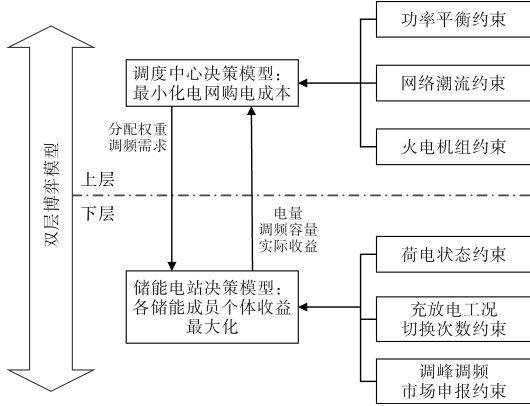 双层博弈模型
功率平衡约束
调度中心决策模型：
最小化电网购电成本
网络潮流约束
火电机组约束
分配权重
调频需求
上层
下层
电量
调频容量
实际收益
荷电状态约束
储能电站决策模型：
各储能成员个体收益
最大化
充放电工况
切换次数约束
调峰调频
市场申报约束